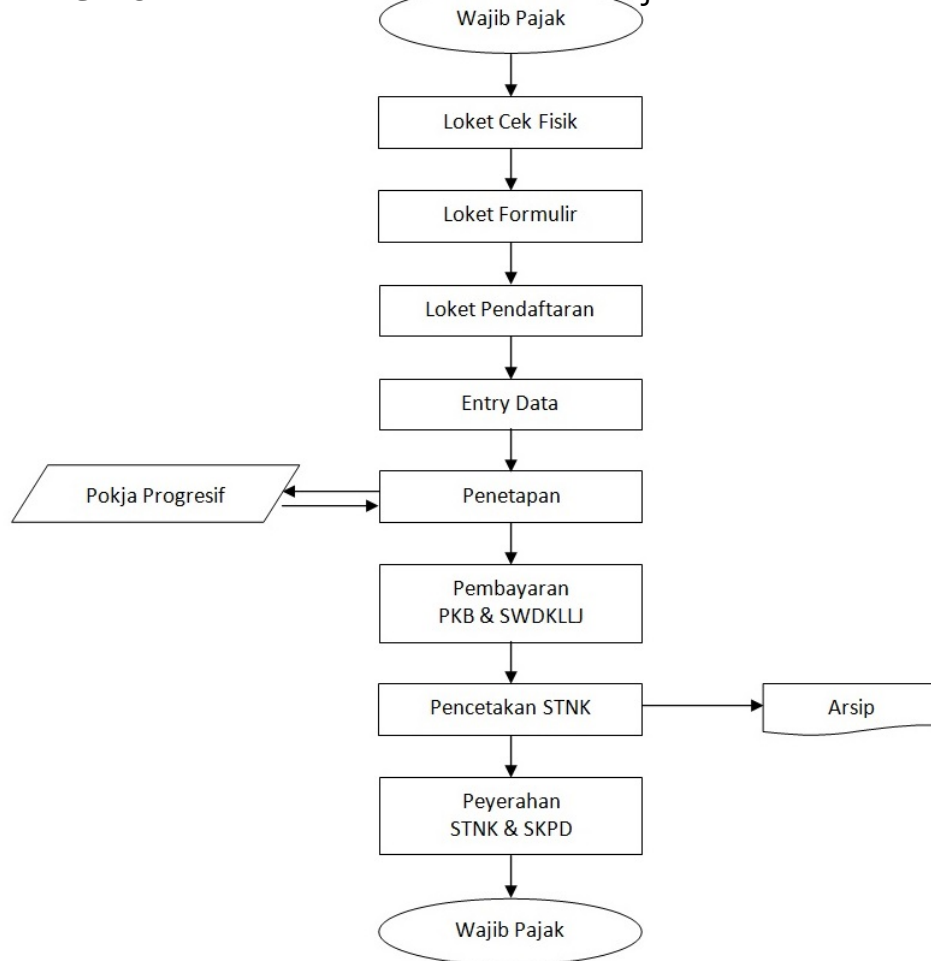 Wajib Pajak
Loket Cek Fisik
Loket Formulir
Loket Pendaftaran
Entry Data
Pokja Progresif
Penetapan
Pembayaran
PKB & SWDKLLJ
Pencetakan STNK
Arsip
Peyerahan
STNK & SKPD
Wajib Pajak